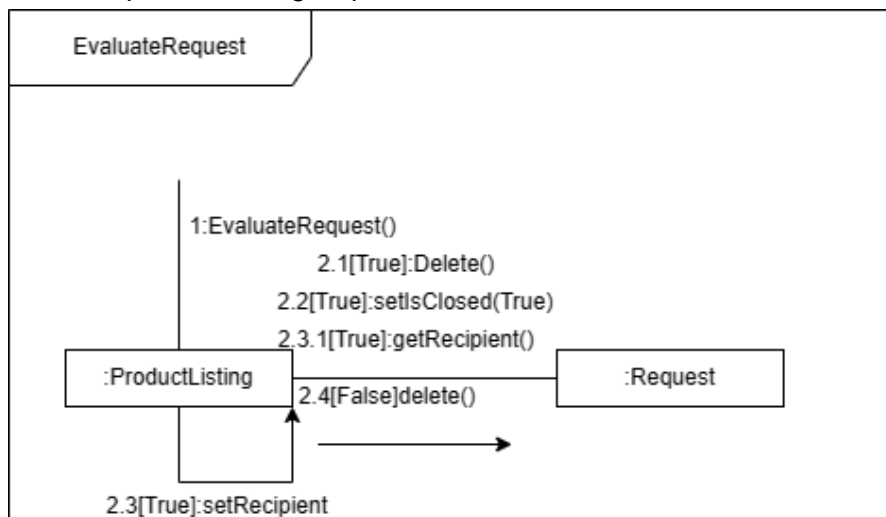 EvaluateRequest
1:EvaluateRequest()
2.1[True]:Delete()
2.2[True]:setIsClosed(True)
2.3.1[True]:getRecipient()
:ProductListing
:Request
2.4[False]delete()
2.3[True]:setRecipient